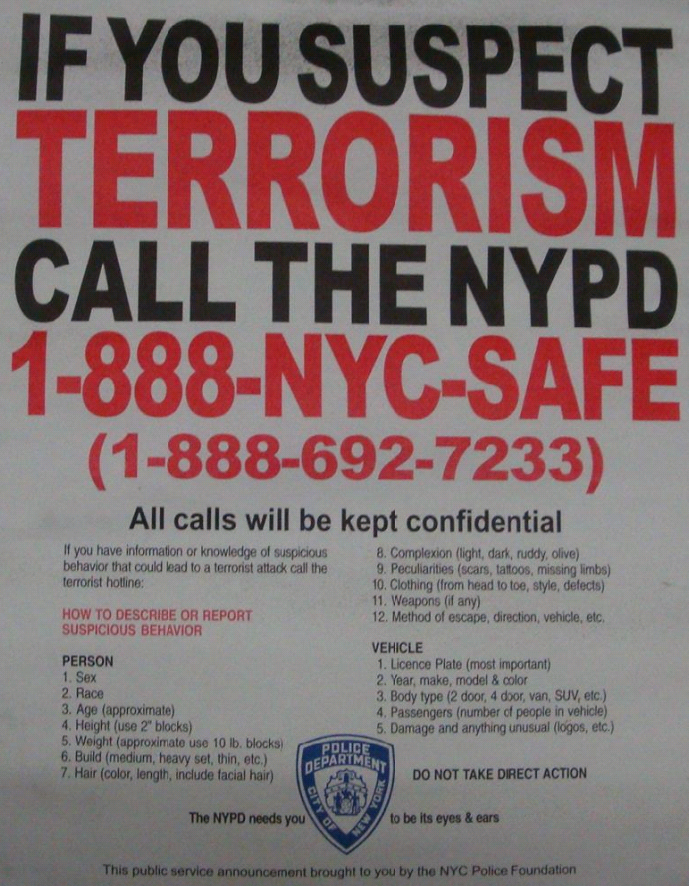 IF YOU SUSPECT
TERRORISM
CALL THE NYPD
1-888-NYC-SAFE
(1-888-692-7233)
All calls will be kept confidential
If you have information or knowledge of suspicious
behavior that could lead to a terrorist attack call the
terrorist hotline:
HOW TO DESCRIBE OR REPORT
SUSPICIOUS BEHAVIOR
PERSON
1. Sex
2. Race
3. Age (approximate)
4. Height (use 2" blocks)
5. Weight (approximate use 10 lb. blocks)
6. Build (medium, heavy set, thin, etc.)
7. Hair (color, length, include facial hair)
8. Complexion (light, dark, ruddy, olive)
9. Peculiarities (scars, tattoos, missing limbs)
10. Clothing (from head to toe, style, defects)
11. Weapons (if any)
12. Method of escape, direction, vehicle, etc.
VEHICLE
1. Licence Plate (most important)
2. Year, make, model & color
3. Body type (2 door, 4 door, van, SUV, etc.)
4. Passengers (number of people in vehicle)
5. Damage and anything unusual (logos, etc.)
DO NOT TAKE DIRECT ACTION
POLICE
DEPARTMENT
CITY OF NEW YORK
The NYPD needs you to be its eyes & ears
This public service announcement brought to you by the NYC Police Foundation